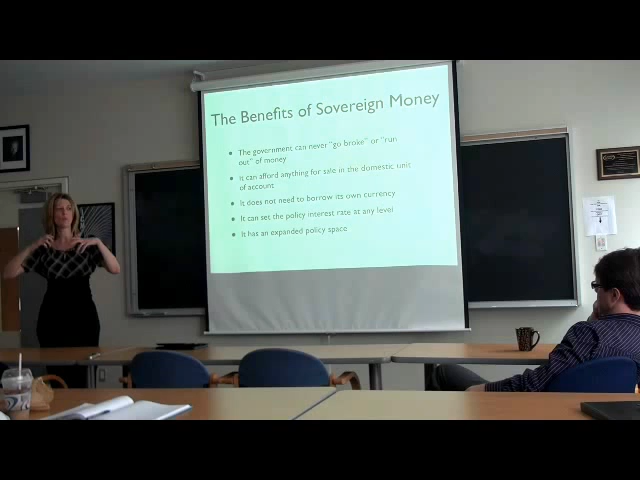 The Benefits of Sovereign Money
• The government can never "go broke" or "run
out" of money
• It can afford anything for sale in the domestic unit
of account
• It does not need to borrow its own currency
• It can set the policy interest rate at any level
• It has an expanded policy space